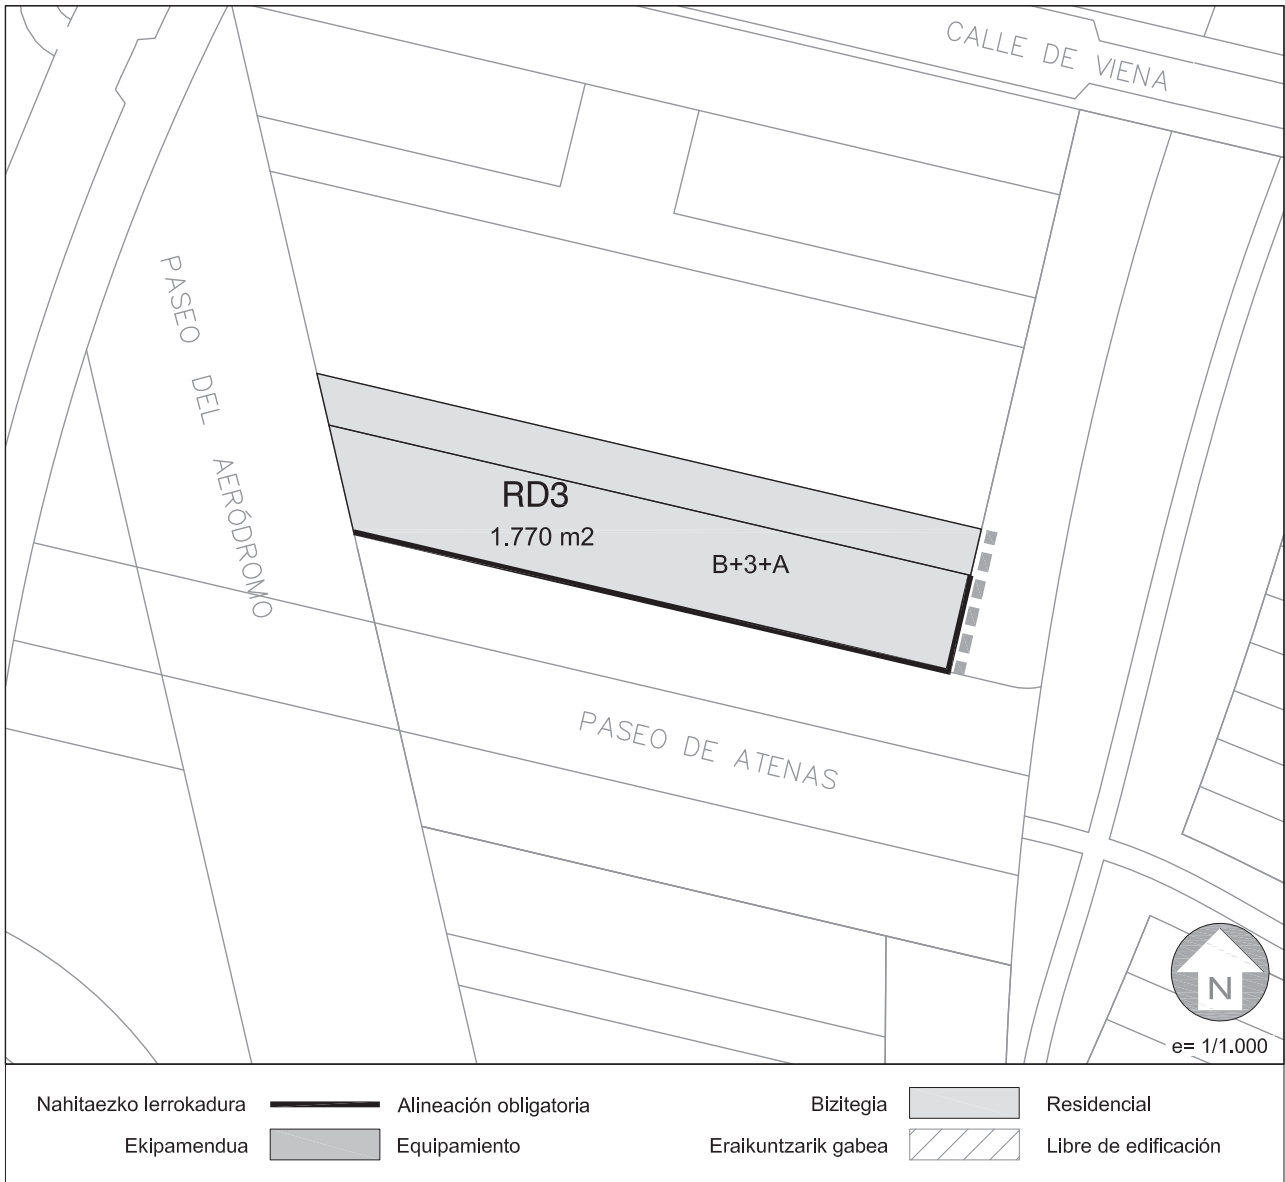 CALLE DE VIENA
PASEO DEL AERÓDROMO
RD3
1.770 m2
B+3+A
PASEO DE ATENAS
N
e= 1/1.000
Nahitaezko lerrokadura Alineación obligatoria Bizitegia Residencial
Ekipamendua Equipamiento Eraikuntzarik gabea Libre de edificación